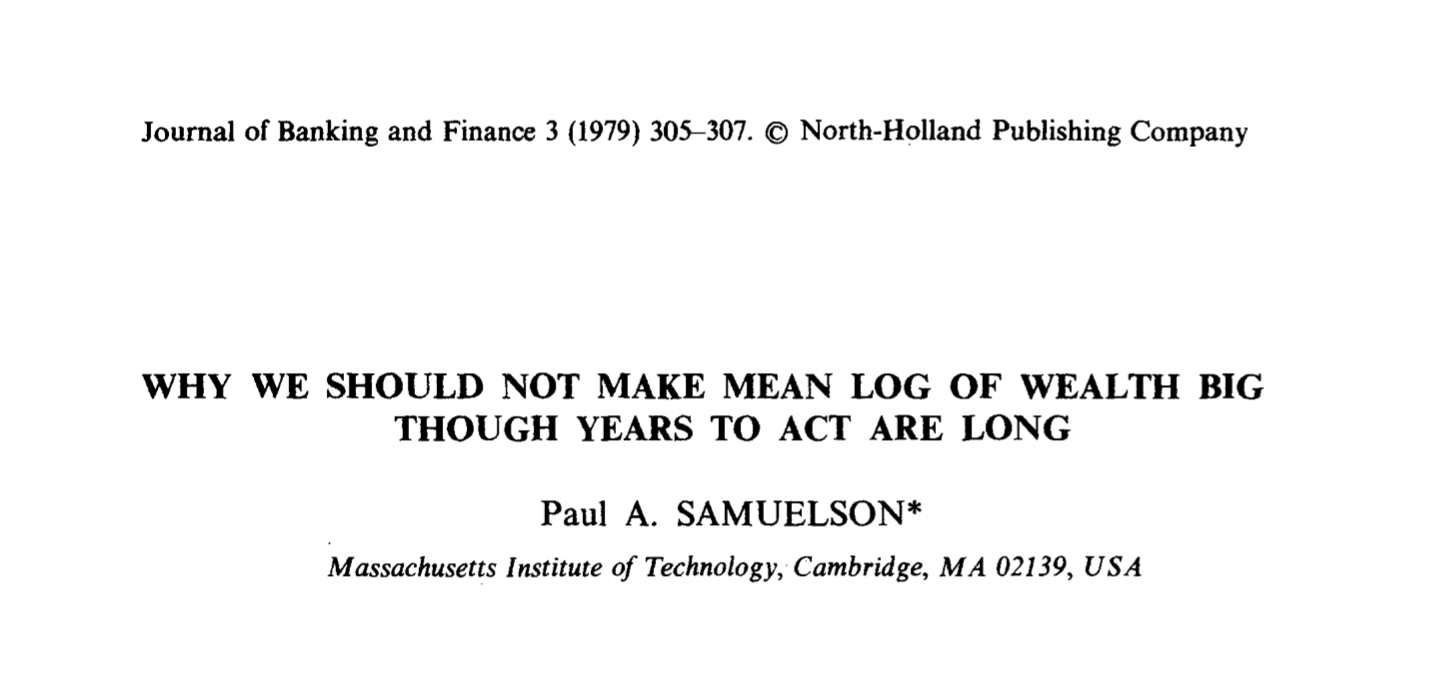 Journal of Banking and Finance 3 (1979) 305–307. © North-Holland Publishing Company
WHY WE SHOULD NOT MAKE MEAN LOG OF WEALTH BIG
THOUGH YEARS TO ACT ARE LONG
Paul A. SAMUELSON*
Massachusetts Institute of Technology, Cambridge, MA 02139, USA